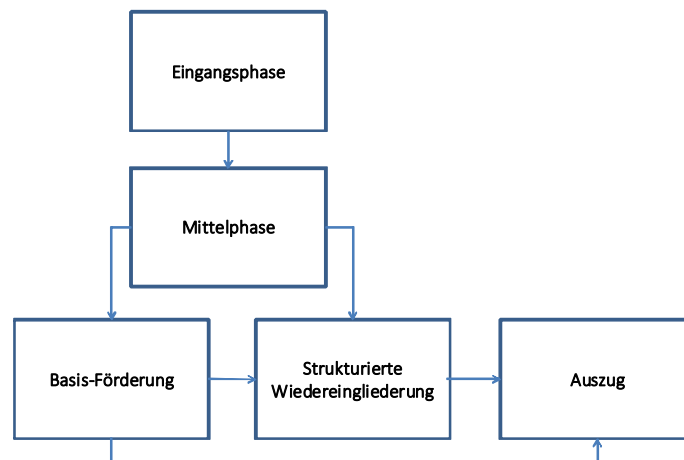 Eingangsphase
Mittelphase
Basis-Förderung
Strukturierte
Wiedereingliederung
Auszug